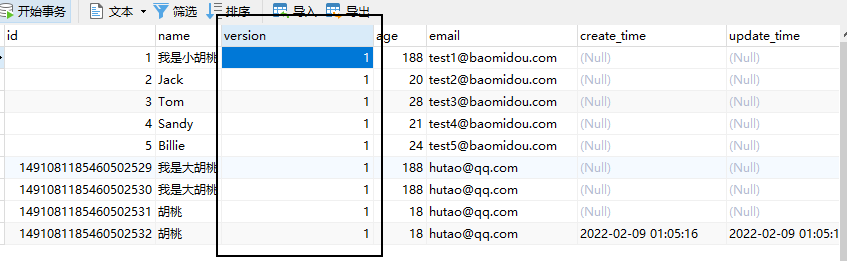 开始事务 文本 筛选 排序 导入 导出
id name version age email create_time update_time
1 我是小胡桃 1 188 test1@baomidou.com (Null) (Null)
2 Jack 1 20 test2@baomidou.com (Null) (Null)
3 Tom 1 28 test3@baomidou.com (Null) (Null)
4 Sandy 1 21 test4@baomidou.com (Null) (Null)
5 Billie 1 24 test5@baomidou.com (Null) (Null)
1491081185460502529 我是大胡桃 1 188 hutao@qq.com (Null) (Null)
1491081185460502530 我是大胡桃 1 188 hutao@qq.com (Null) (Null)
1491081185460502531 胡桃 1 18 hutao@qq.com (Null) (Null)
1491081185460502532 胡桃 1 18 hutao@qq.com 2022-02-09 01:05:16 2022-02-09 01:05:1